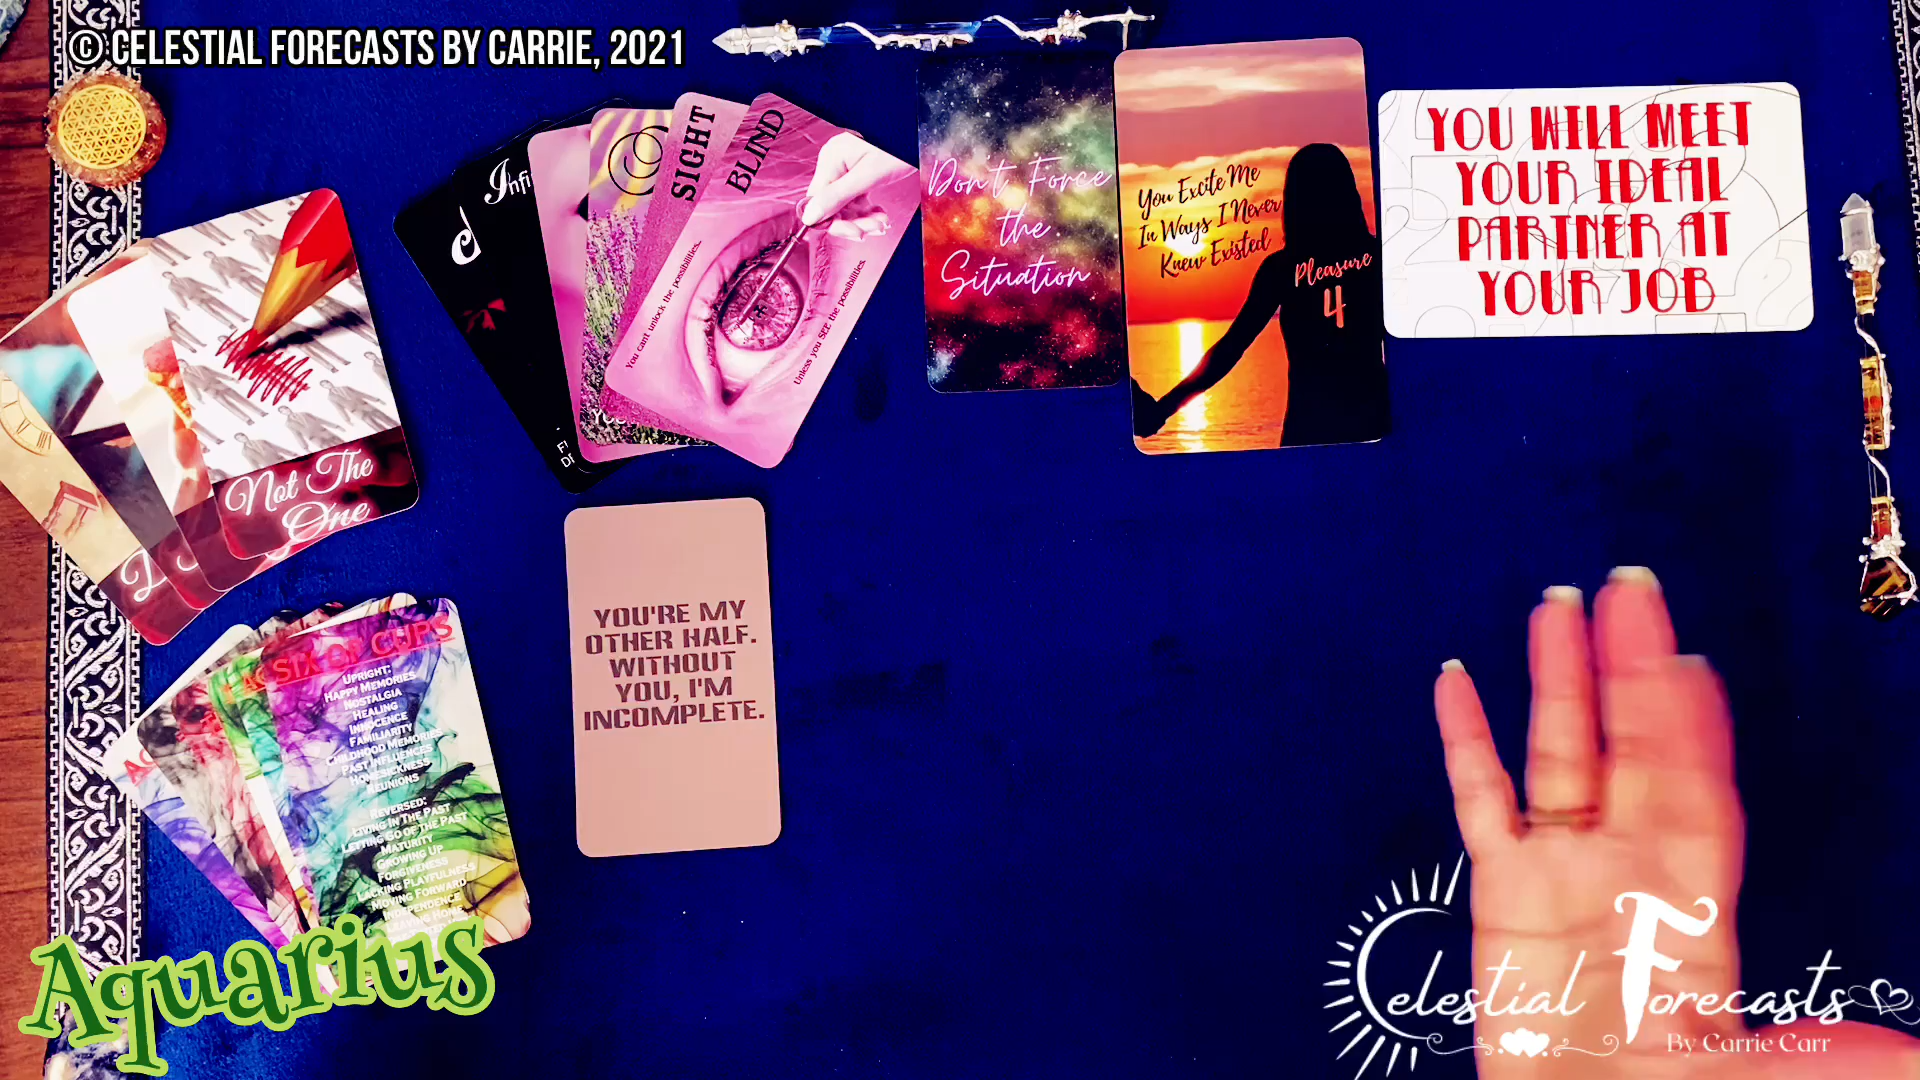 © CELESTIAL FORECASTS BY CARRIE, 2021
Not The
One
Infi
SIGHT
BLIND
You cant unlock the possibilities.
Unless you SEE the possibilities.
Don't Force
the
Situation
You Excite Me
In Ways I Never
Knew Existed
Pleasure
4
YOU WILL MEET
YOUR IDEAL
PARTNER AT
YOUR JOB
YOU'RE MY
OTHER HALF.
WITHOUT
YOU, I'M
INCOMPLETE.
SIX OF CUPS
UPRIGHT:
HAPPY MEMORIES
NOSTALGIA
HEALING
INNOCENCE
FAMILIARITY
CHILDHOOD MEMORIES
PAST INFLUENCES
HOMESICKNESS
REUNIONS
REVERSED:
LIVING IN THE PAST
LETTING GO OF THE PAST
MATURITY
GROWING UP
FORGIVENESS
LACKING PLAYFULNESS
MOVING FORWARD
INDEPENDENCE
LEAVING HOME
Aquarius
Celestial Forecasts
By Carrie Carr